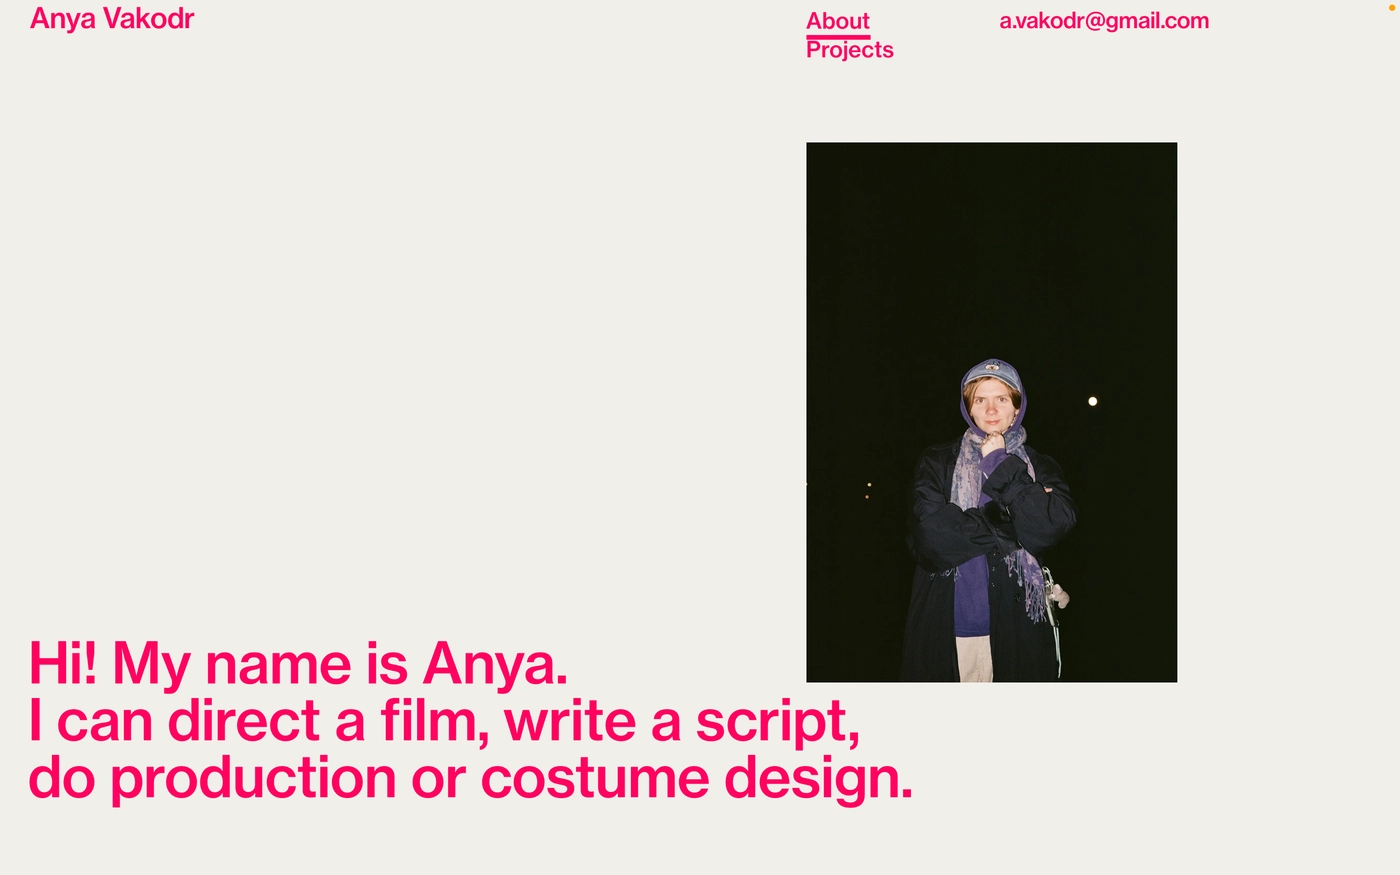 Anya Vakodr
About
Projects
a.vakodr@gmail.com
Hi! My name is Anya.
I can direct a film, write a script,
do production or costume design.